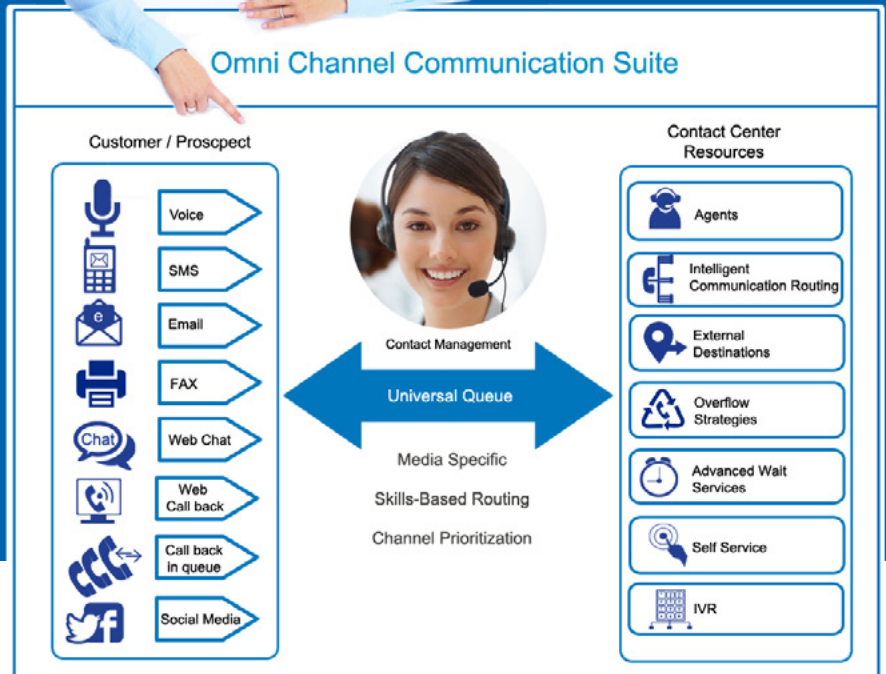 Omni Channel Communication Suite
Customer / Proscpect
Voice
SMS
e
Email
FAX
Chat
Web Chat
Web
Call back
Call back
in queue
Social Media
Contact Management
Universal Queue
Media Specific
Skills-Based Routing
Channel Prioritization
Contact Center
Resources
Agents
Intelligent
Communication Routing
External
Destinations
Overflow
Strategies
Advanced Wait
Services
Self Service
IVR